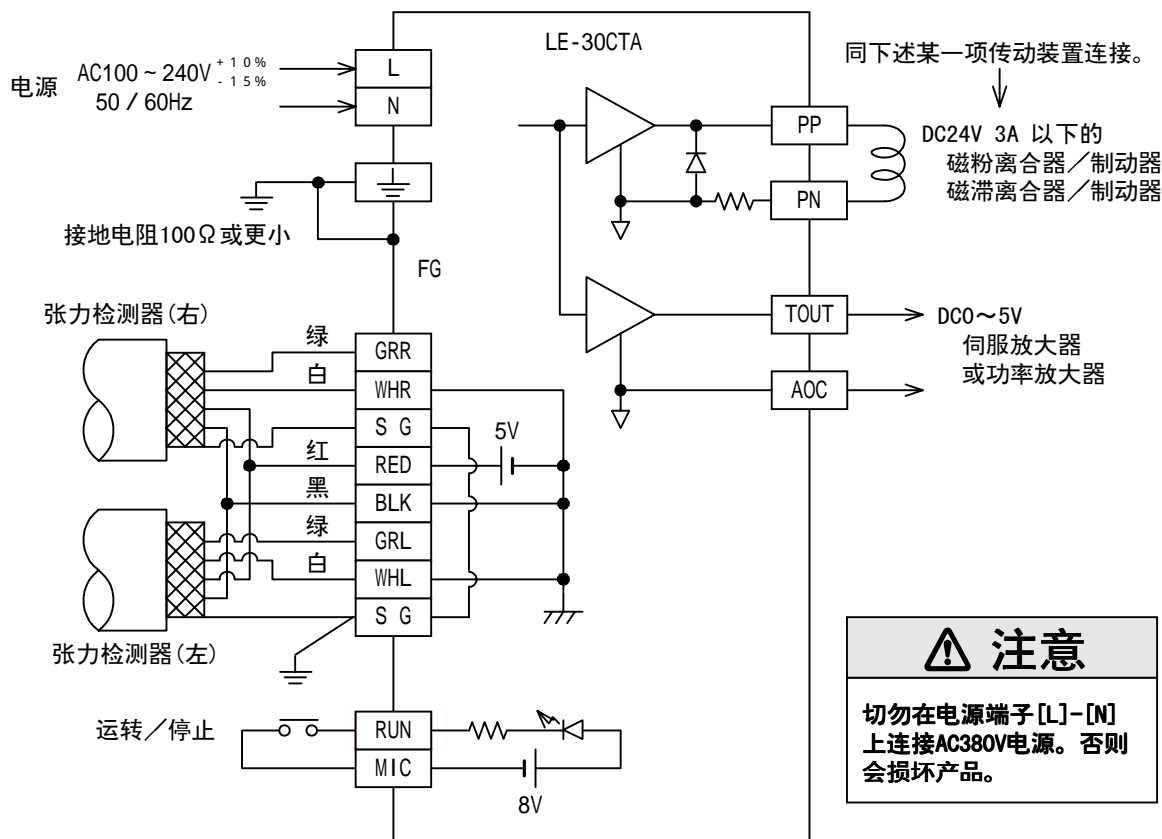 LE-30CTA
同下述某一项传动装置连接。
电源
AC100～240V +10% -15%
50／60Hz
L
N
接地电阻100Ω或更小
FG
PP
PN
DC24V 3A 以下的
磁粉离合器／制动器
磁滞离合器／制动器
TOUT
AOC
DC0～5V
伺服放大器
或功率放大器
张力检测器(右)
绿
白
红
黑
绿
白
GRR
WHR
S G
RED
BLK
GRL
WHL
S G
5V
张力检测器(左)
运转／停止
RUN
MIC
8V
注意
切勿在电源端子[L]-[N]
上连接AC380V电源。否则
会损坏产品。